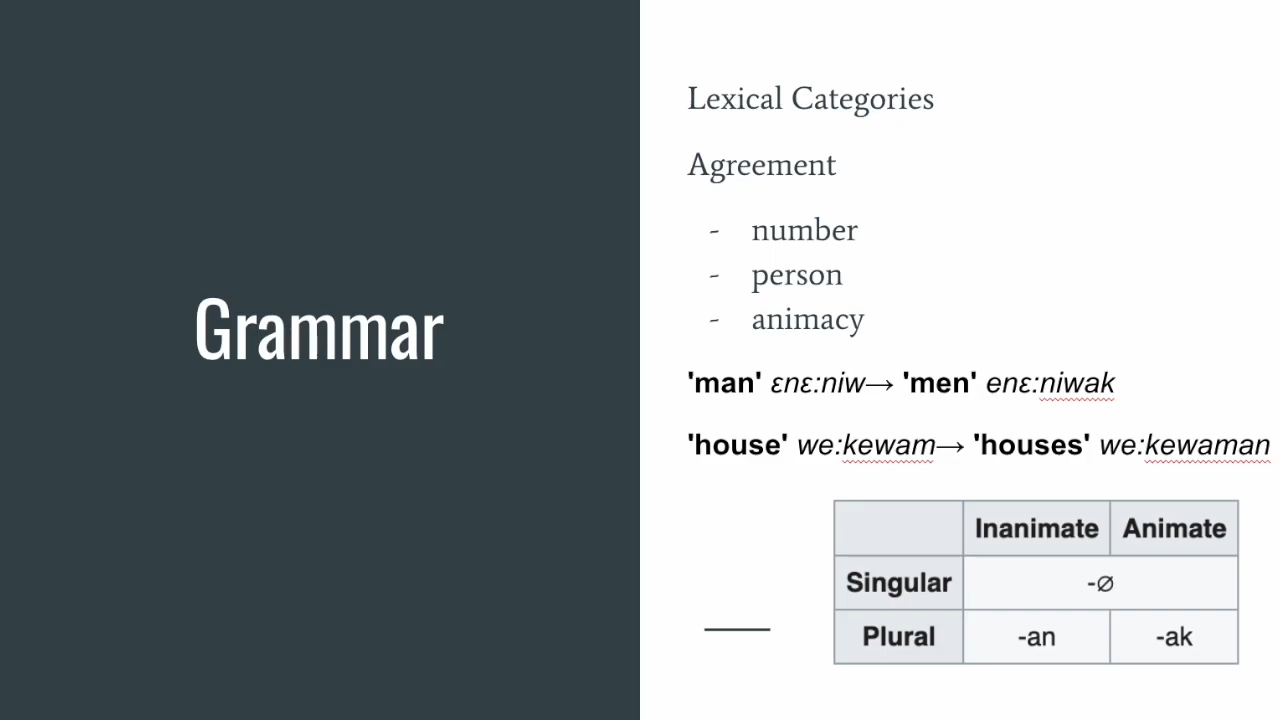 Grammar
Lexical Categories
Agreement
- number
- person
- animacy
'man' ɛnɛ:niw→ 'men' enɛ:niwak
'house' we:kewam→ 'houses' we:kewaman
Inanimate Animate
Singular -∅
Plural -an -ak